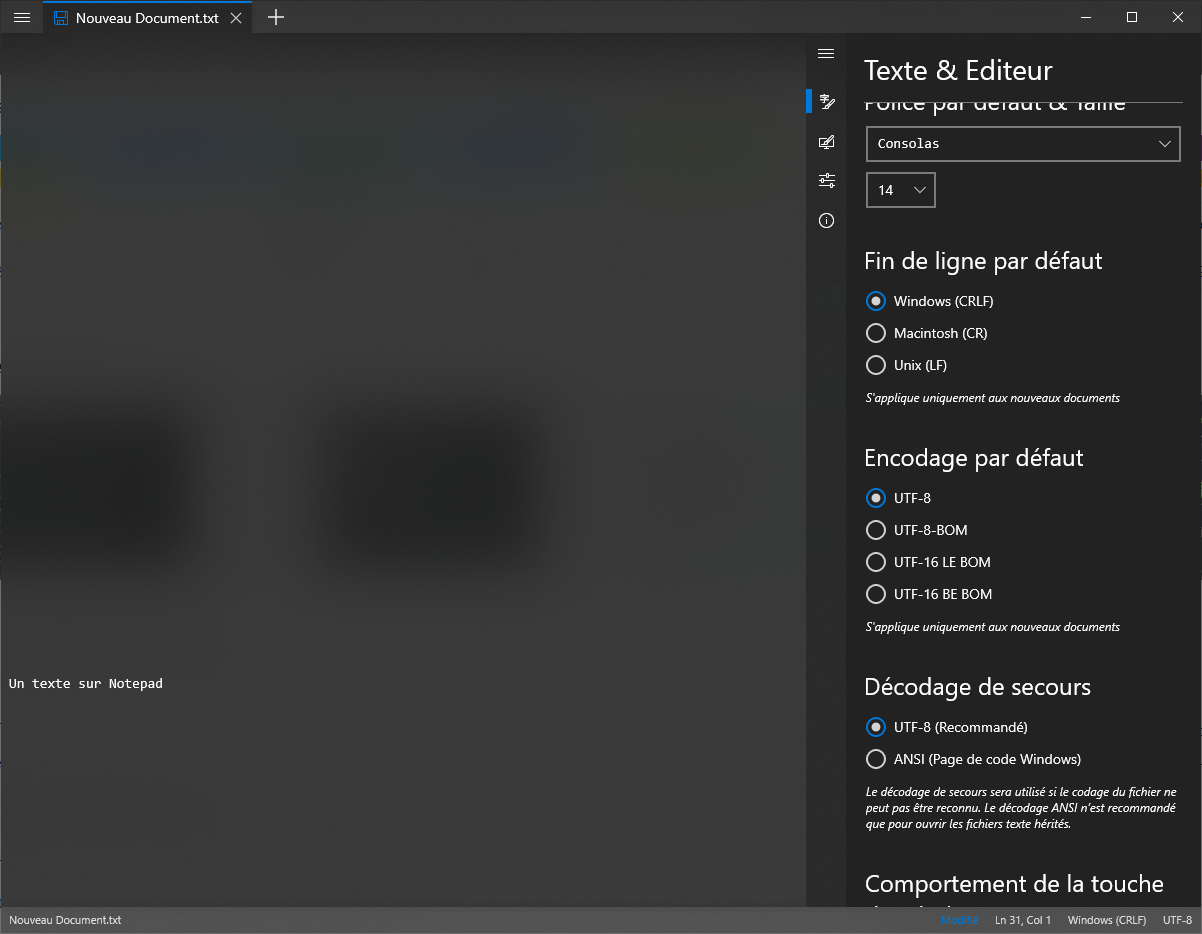 Nouveau Document.txt
Texte & Editeur
Police par défaut & Taille
Consolas
14
Fin de ligne par défaut
Windows (CRLF)
Macintosh (CR)
Unix (LF)
S'applique uniquement aux nouveaux documents
Encodage par défaut
UTF-8
UTF-8-BOM
UTF-16 LE BOM
UTF-16 BE BOM
S'applique uniquement aux nouveaux documents
Un texte sur Notepad
Décodage de secours
UTF-8 (Recommandé)
ANSI (Page de code Windows)
Le décodage de secours sera utilisé si le codage du fichier ne
peut pas être reconnu. Le décodage ANSI n'est recommandé
que pour ouvrir les fichiers texte hérités.
Comportement de la touche
Nouveau Document.txt Modifié Ln 31, Col 1 Windows (CRLF) UTF-8